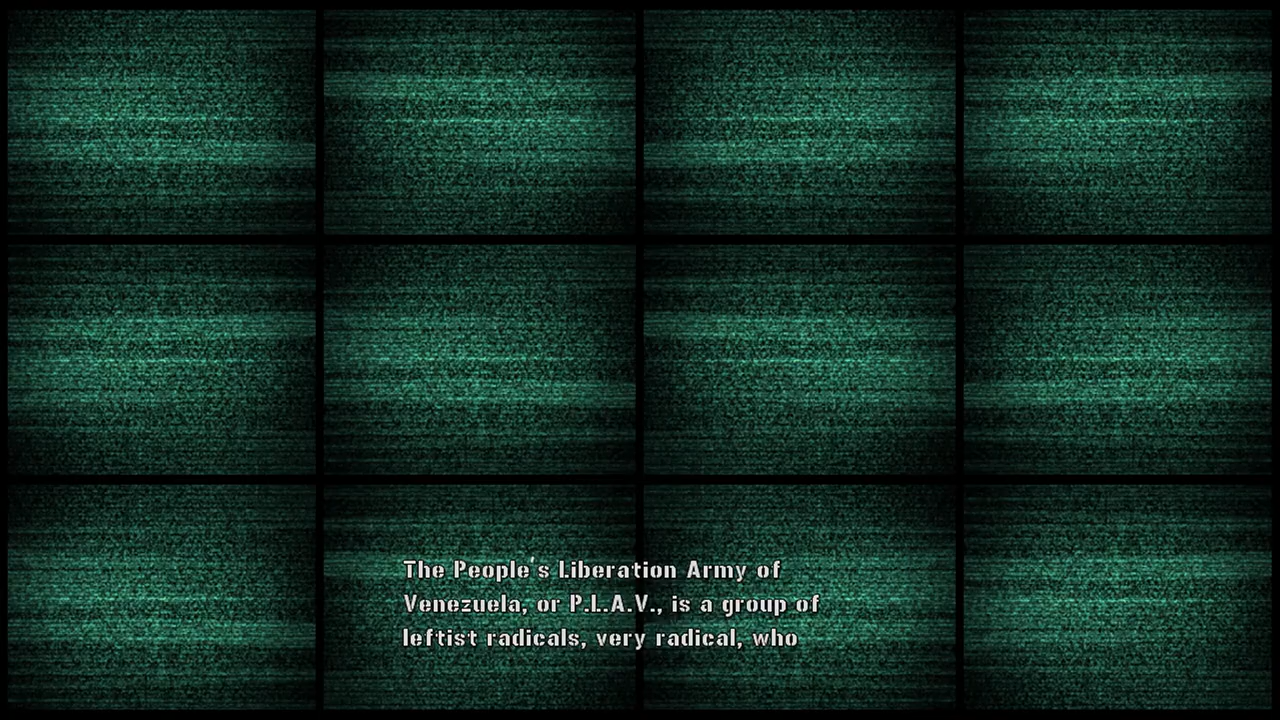 The People's Liberation Army of
Venezuela, or P.L.A.V., is a group of
leftist radicals, very radical, who